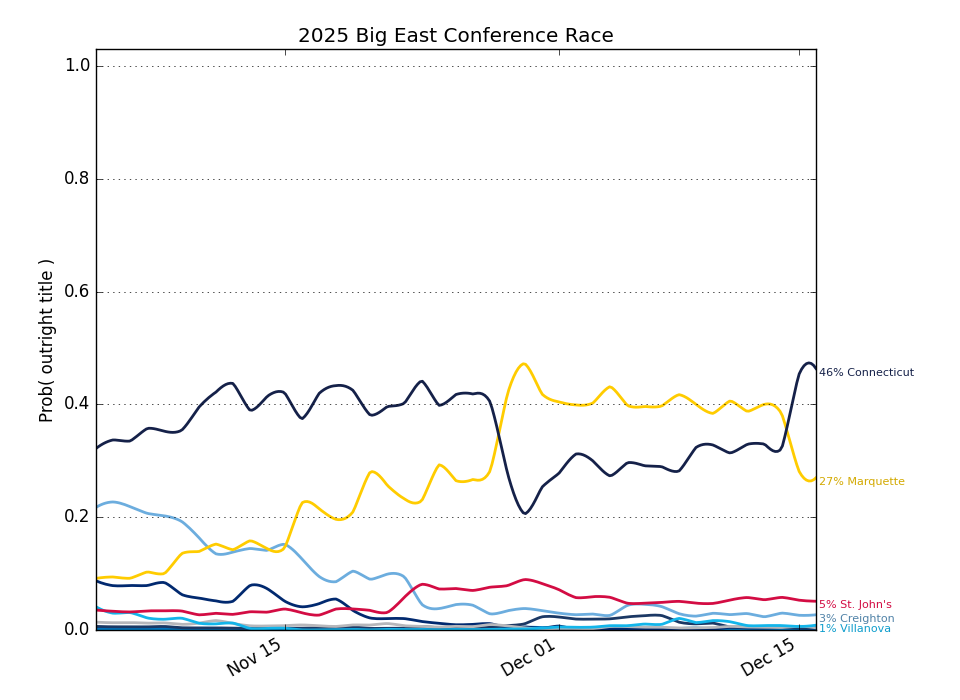 2025 Big East Conference Race
Prob( outright title )
1.0
0.8
0.6
0.4
0.2
0.0
46% Connecticut
27% Marquette
5% St. John's
3% Creighton
1% Villanova
Nov 15
Dec 01
Dec 15